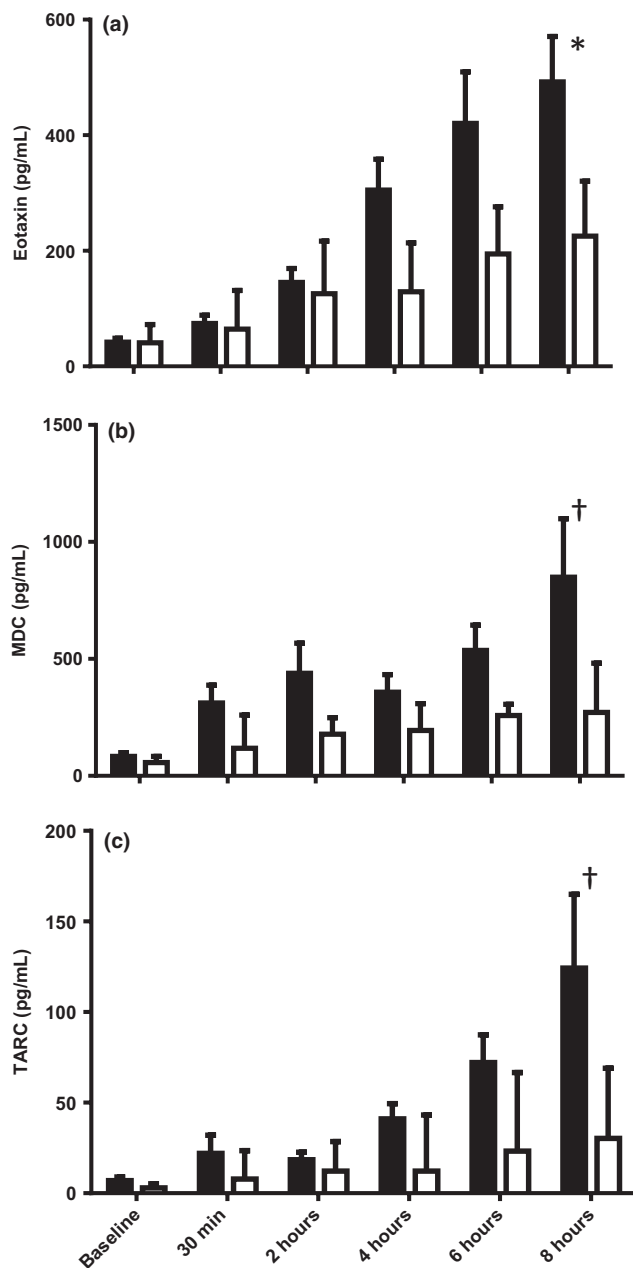 (a)
600
400
200
0
Eotaxin (pg/mL)
*
(b)
1500
1000
500
0
MDC (pg/mL)
†
(c)
200
150
100
50
0
TARC (pg/mL)
†
Baseline
30 min
2 hours
4 hours
6 hours
8 hours